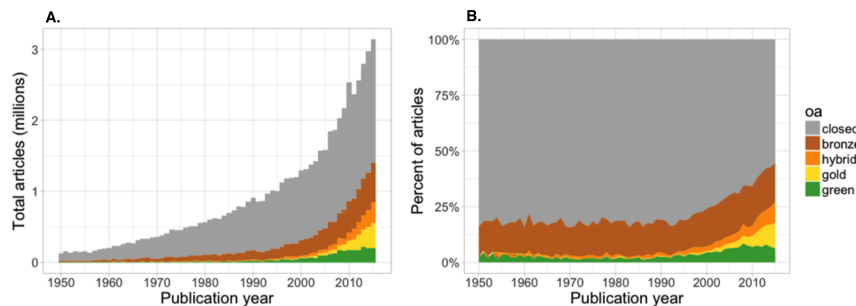 A.
Total articles (millions)
3
2
1
0
1950 1960 1970 1980 1990 2000 2010
Publication year
B.
Percent of articles
100%
75%
50%
25%
0%
1950 1960 1970 1980 1990 2000 2010
Publication year
oa
closed
bronze
hybrid
gold
green